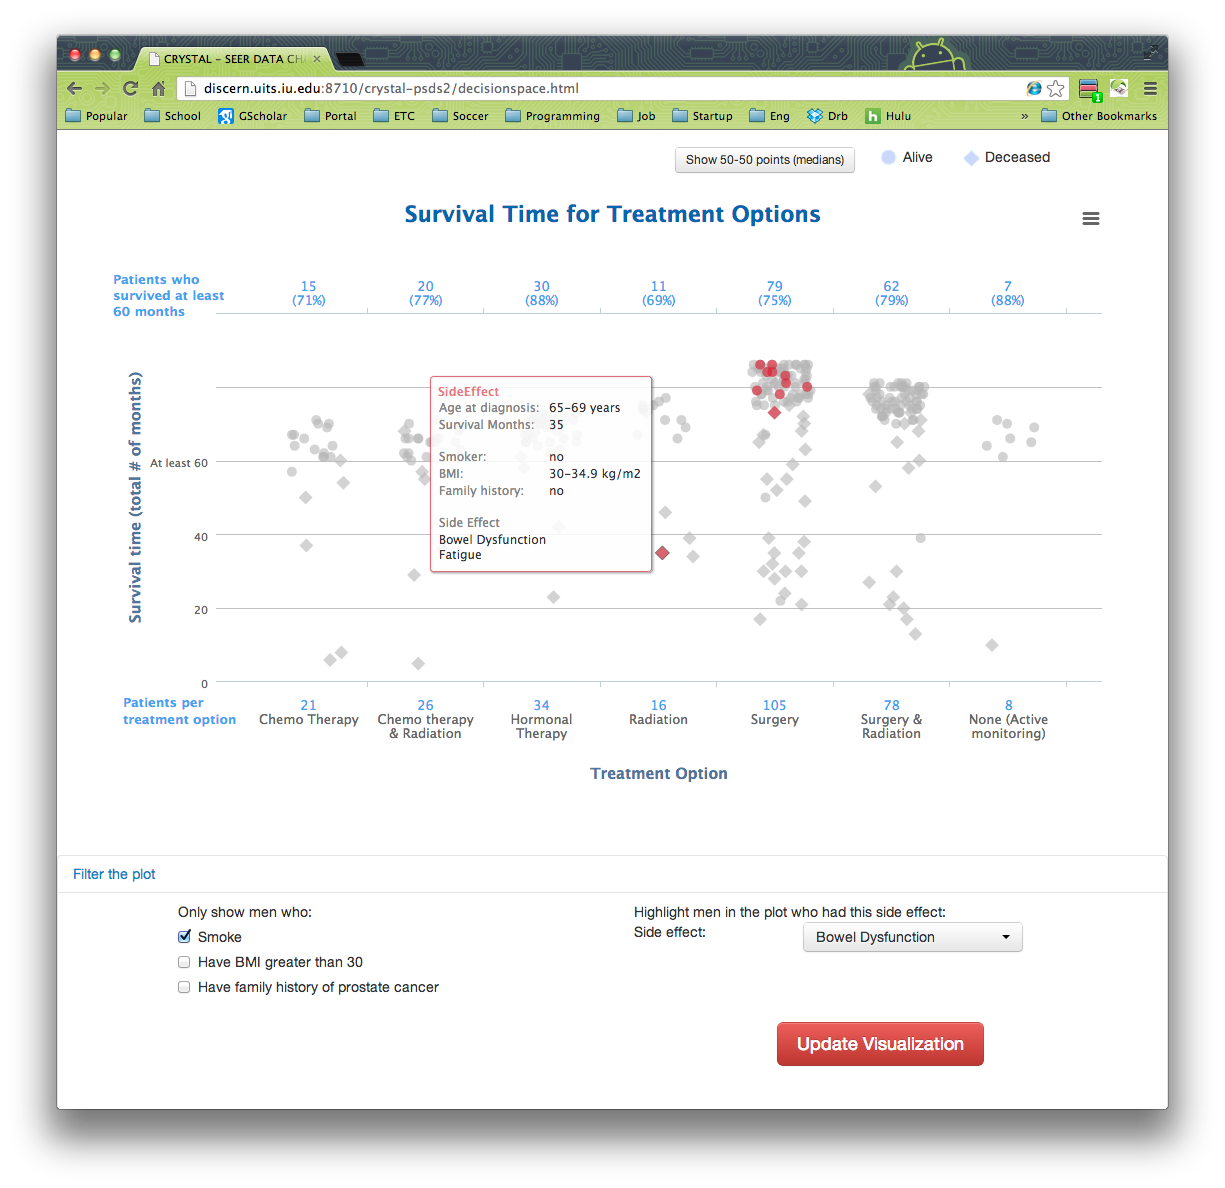 CRYSTAL – SEER DATA CH
discern.uits.iu.edu:8710/crystal-psds2/decisionspace.html
1
Popular School GScholar Portal ETC Soccer Programming Job Startup Eng Drb Hulu » Other Bookmarks
Show 50-50 points (medians) Alive Deceased
Survival Time for Treatment Options
Patients who
survived at least
60 months
15 20 30 11 79 62 7
(71%) (77%) (88%) (69%) (75%) (79%) (88%)
Survival time (total # of months)
At least 60
40
20
0
SideEffect
Age at diagnosis: 65-69 years
Survival Months: 35
Smoker: no
BMI: 30-34.9 kg/m2
Family history: no
Side Effect
Bowel Dysfunction
Fatigue
Patients per
treatment option
21 26 34 16 105 78 8
Chemo Therapy
Chemo therapy
& Radiation
Hormonal
Therapy
Radiation
Surgery
Surgery &
Radiation
None (Active
monitoring)
Treatment Option
Filter the plot
Only show men who:
Smoke
Have BMI greater than 30
Have family history of prostate cancer
Highlight men in the plot who had this side effect:
Side effect: Bowel Dysfunction
Update Visualization